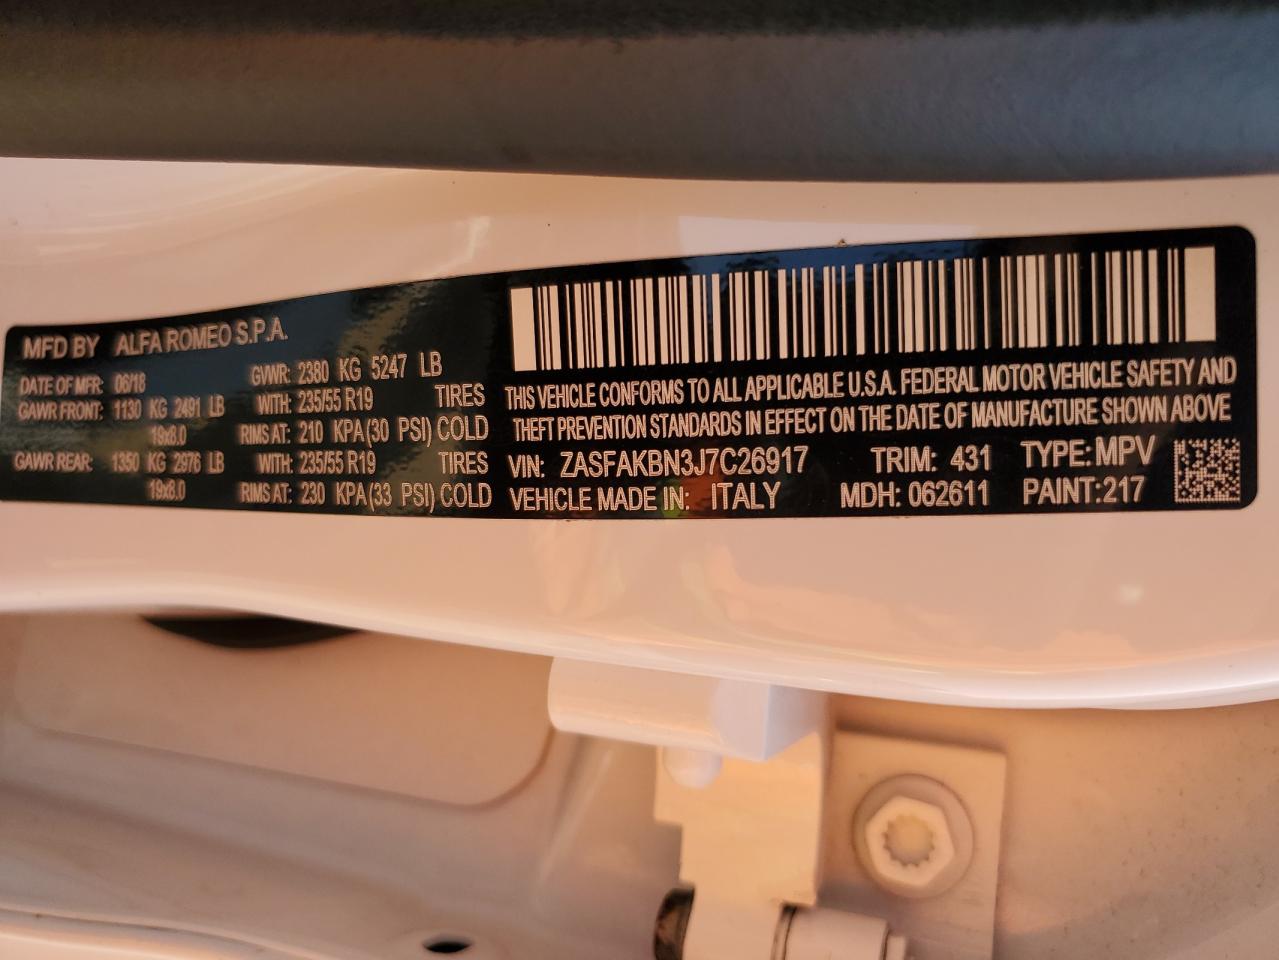 MFD BY ALFA ROMEO S.P.A.
DATE OF MFR: 06/18 GVWR: 2380 KG 5247 LB
GAWR FRONT: 1130 KG 2491 LB WITH: 235/55 R19 TIRES
19x8.0 RIMS AT: 210 KPA(30 PSI) COLD
GAWR REAR: 1350 KG 2976 LB WITH: 235/55 R19 TIRES
19x8.0 RIMS AT: 230 KPA(33 PSI) COLD
THIS VEHICLE CONFORMS TO ALL APPLICABLE U.S.A. FEDERAL MOTOR VEHICLE SAFETY AND
THEFT PREVENTION STANDARDS IN EFFECT ON THE DATE OF MANUFACTURE SHOWN ABOVE
VIN: ZASFAKBN3J7C26917 TRIM: 431 TYPE: MPV
VEHICLE MADE IN: ITALY MDH: 062611 PAINT:217